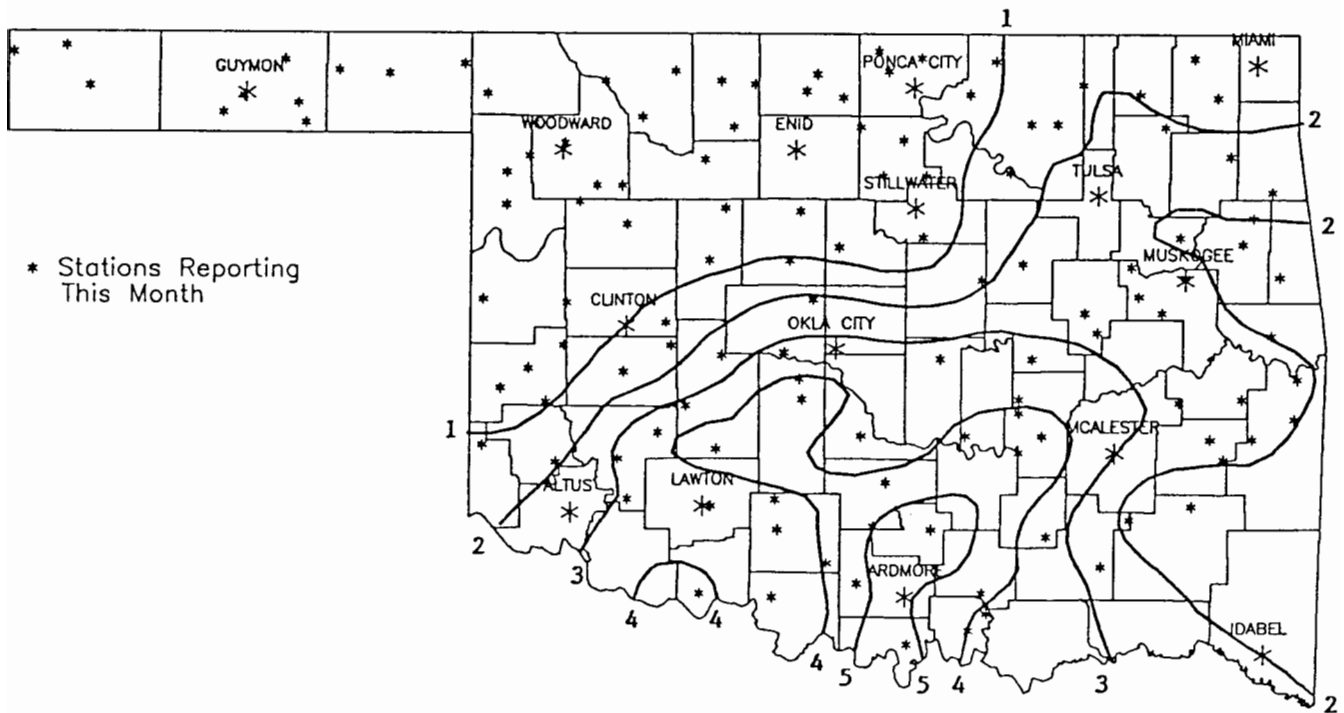 1
GUYMON
PONCA CITY
MIAMI
WOODWARD
ENID
2
TULSA
STILLWATER
2
* Stations Reporting
This Month
MUSKOGEE
CLINTON
OKLA CITY
1
MCALESTER
ALTUS
LAWTON
2
3
ARDMORE
4
4
IDABEL
4
5
5
4
3
2